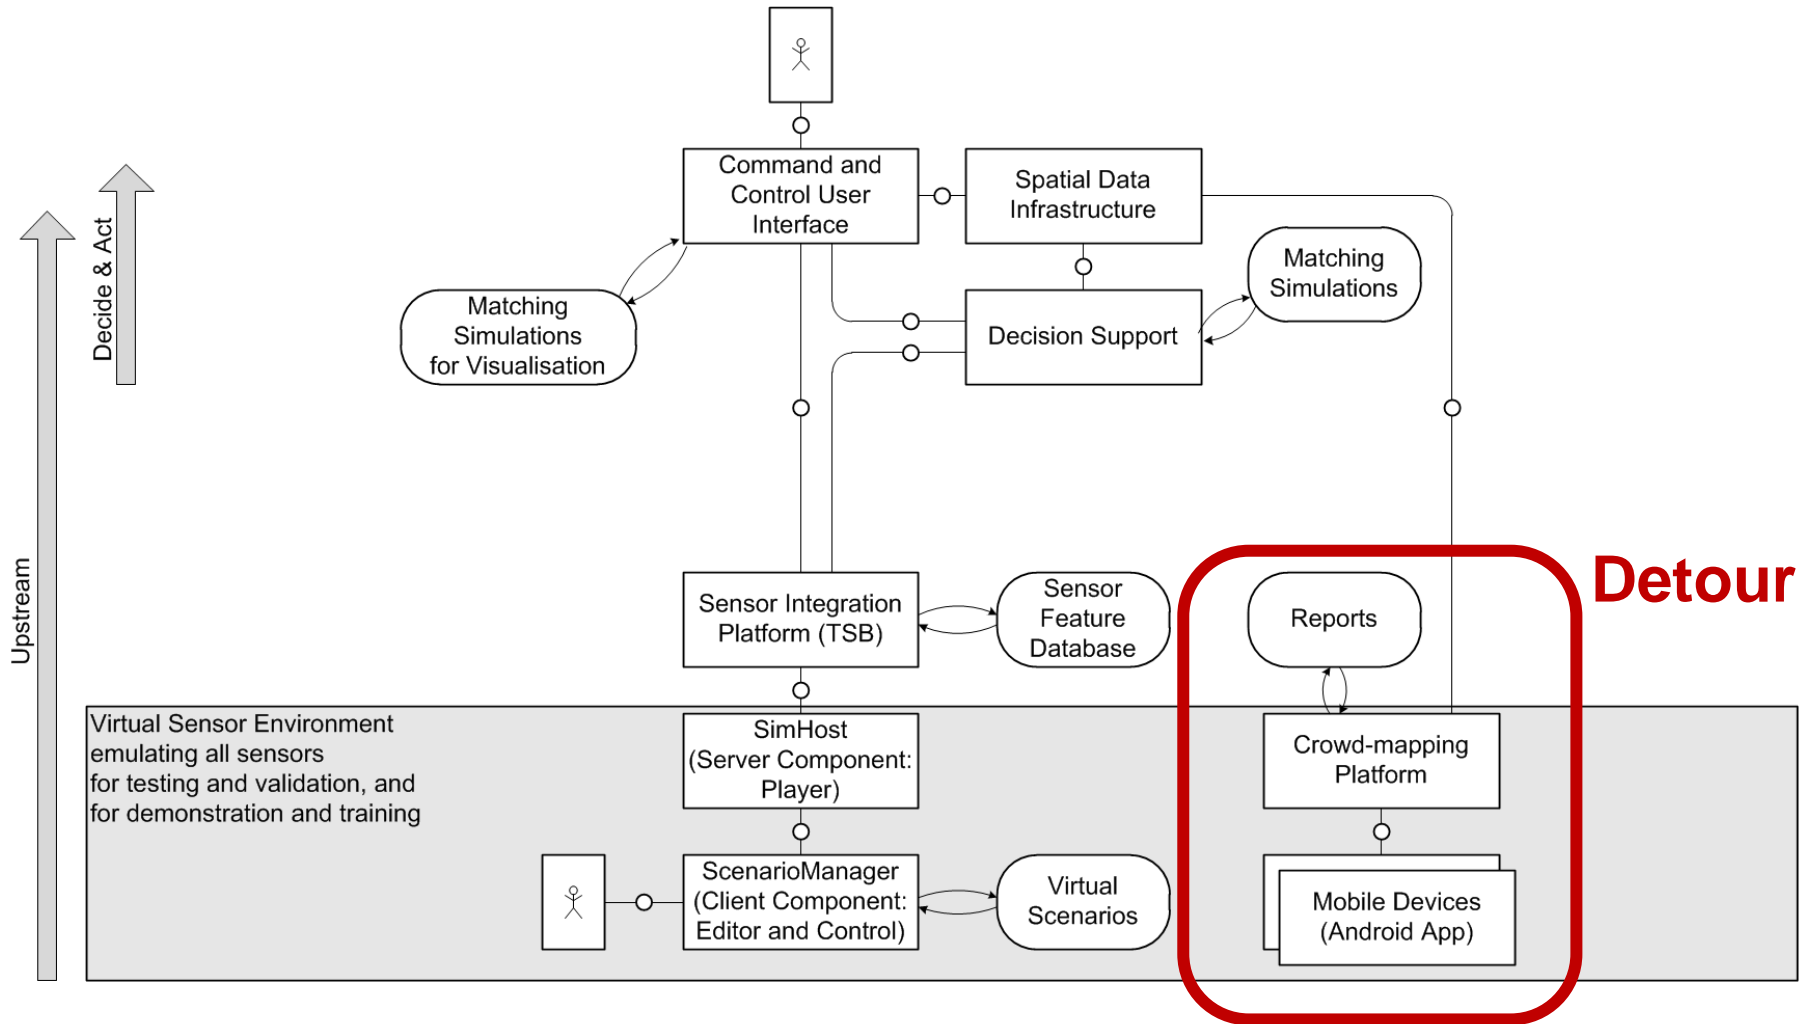 Command and
Control User
Interface
Spatial Data
Infrastructure
Matching
Simulations
Decide & Act
Matching
Simulations
for Visualisation
Decision Support
Upstream
Detour
Sensor Integration
Platform (TSB)
Sensor
Feature
Database
Reports
Virtual Sensor Environment
emulating all sensors
for testing and validation, and
for demonstration and training
SimHost
(Server Component:
Player)
Crowd-mapping
Platform
ScenarioManager
(Client Component:
Editor and Control)
Virtual
Scenarios
Mobile Devices
(Android App)